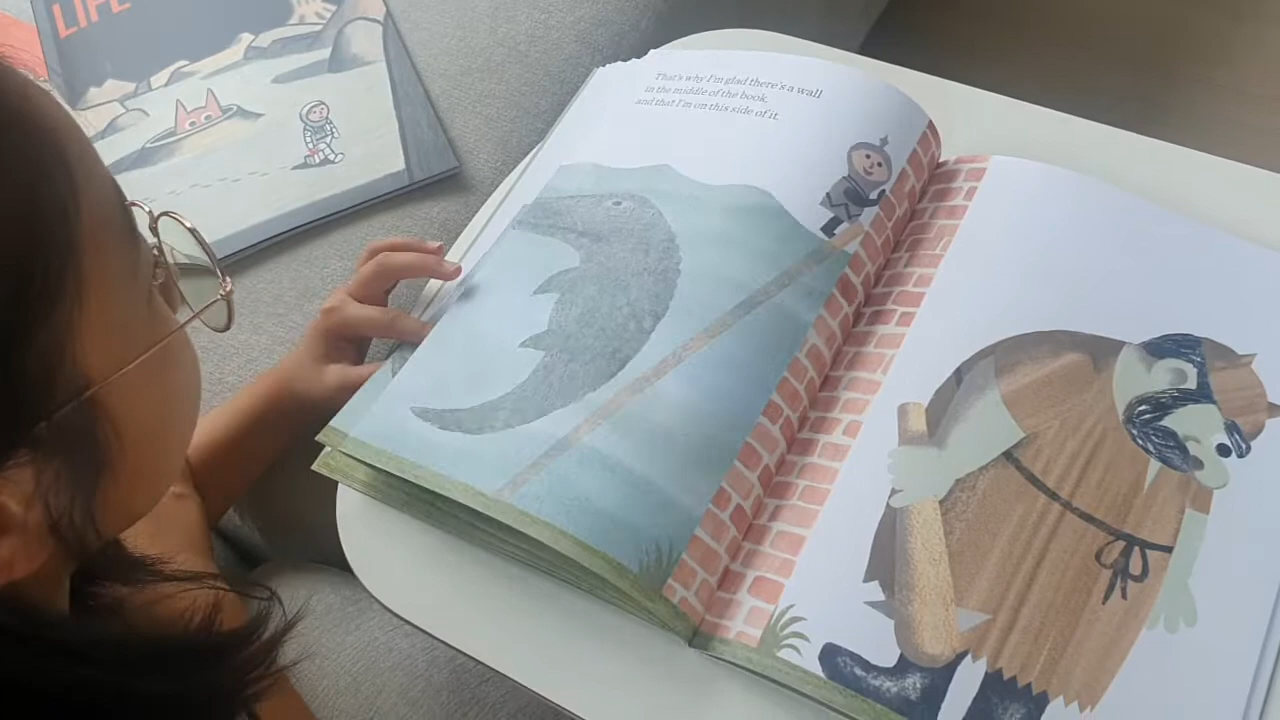 LIFE
That's why I'm glad there's a wall
in the middle of the book,
and that I'm on this side of it.